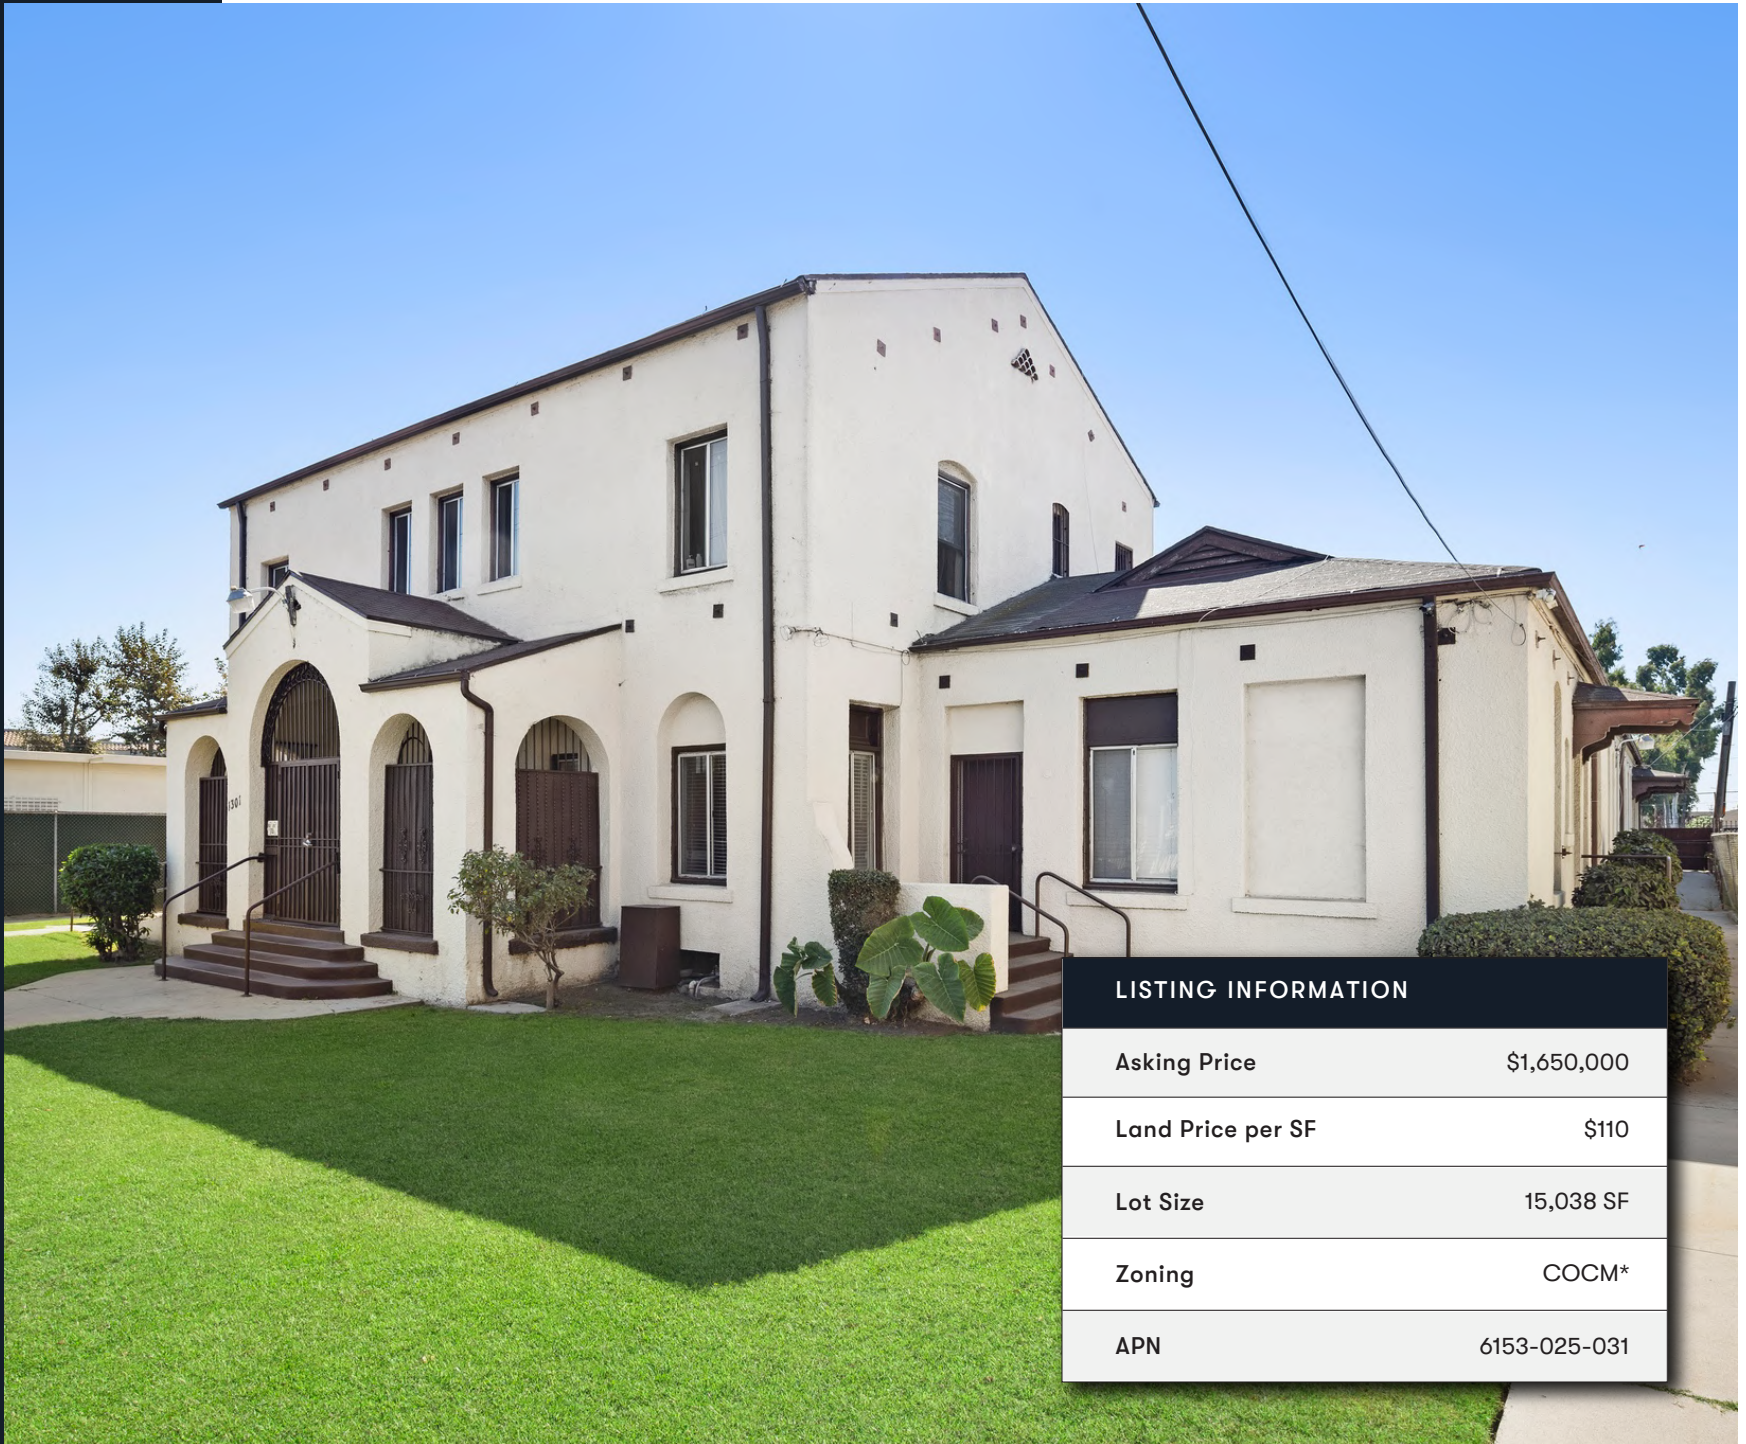 LISTING INFORMATION
Asking Price $1,650,000
Land Price per SF $110
Lot Size 15,038 SF
Zoning COCM*
APN 6153-025-031